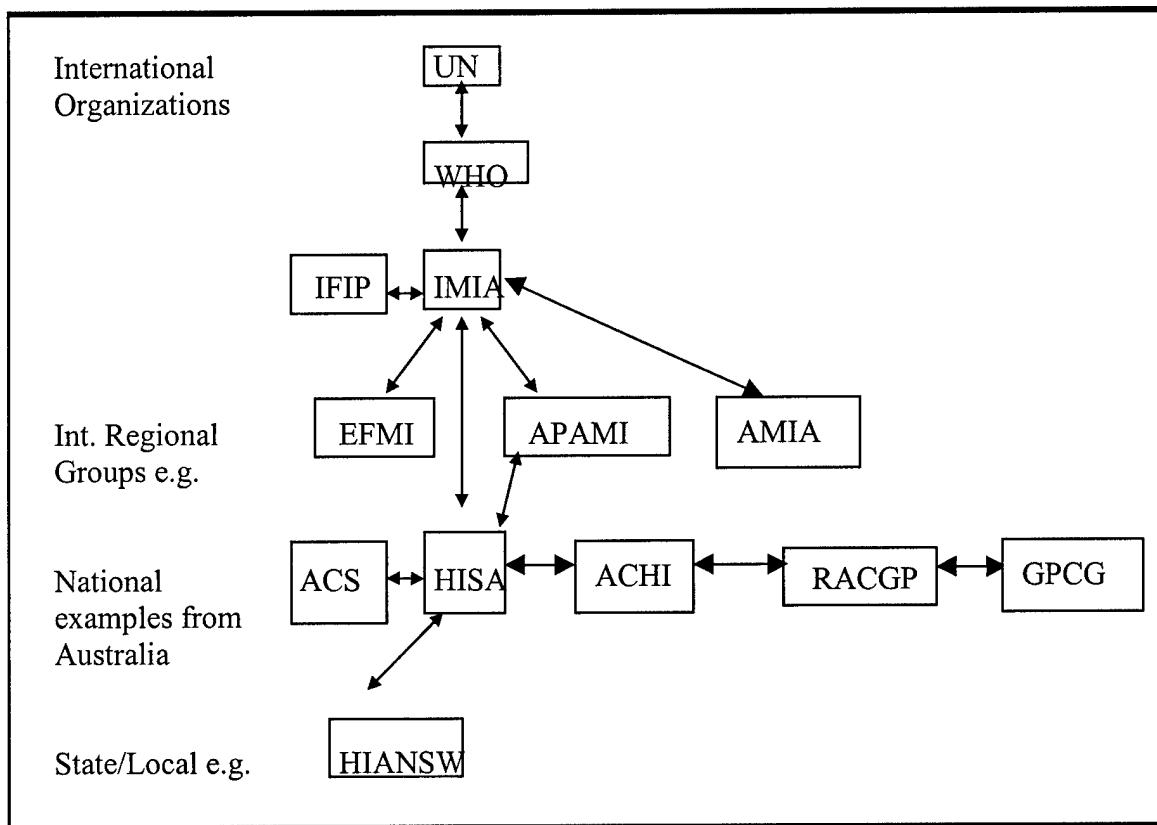 International
Organizations
UN
WHO
IFIP
IMIA
Int. Regional
Groups e.g.
EFMI
APAMI
AMIA
National
examples from
Australia
ACS
HISA
ACHI
RACGP
GPCG
State/Local e.g.
HIANSW